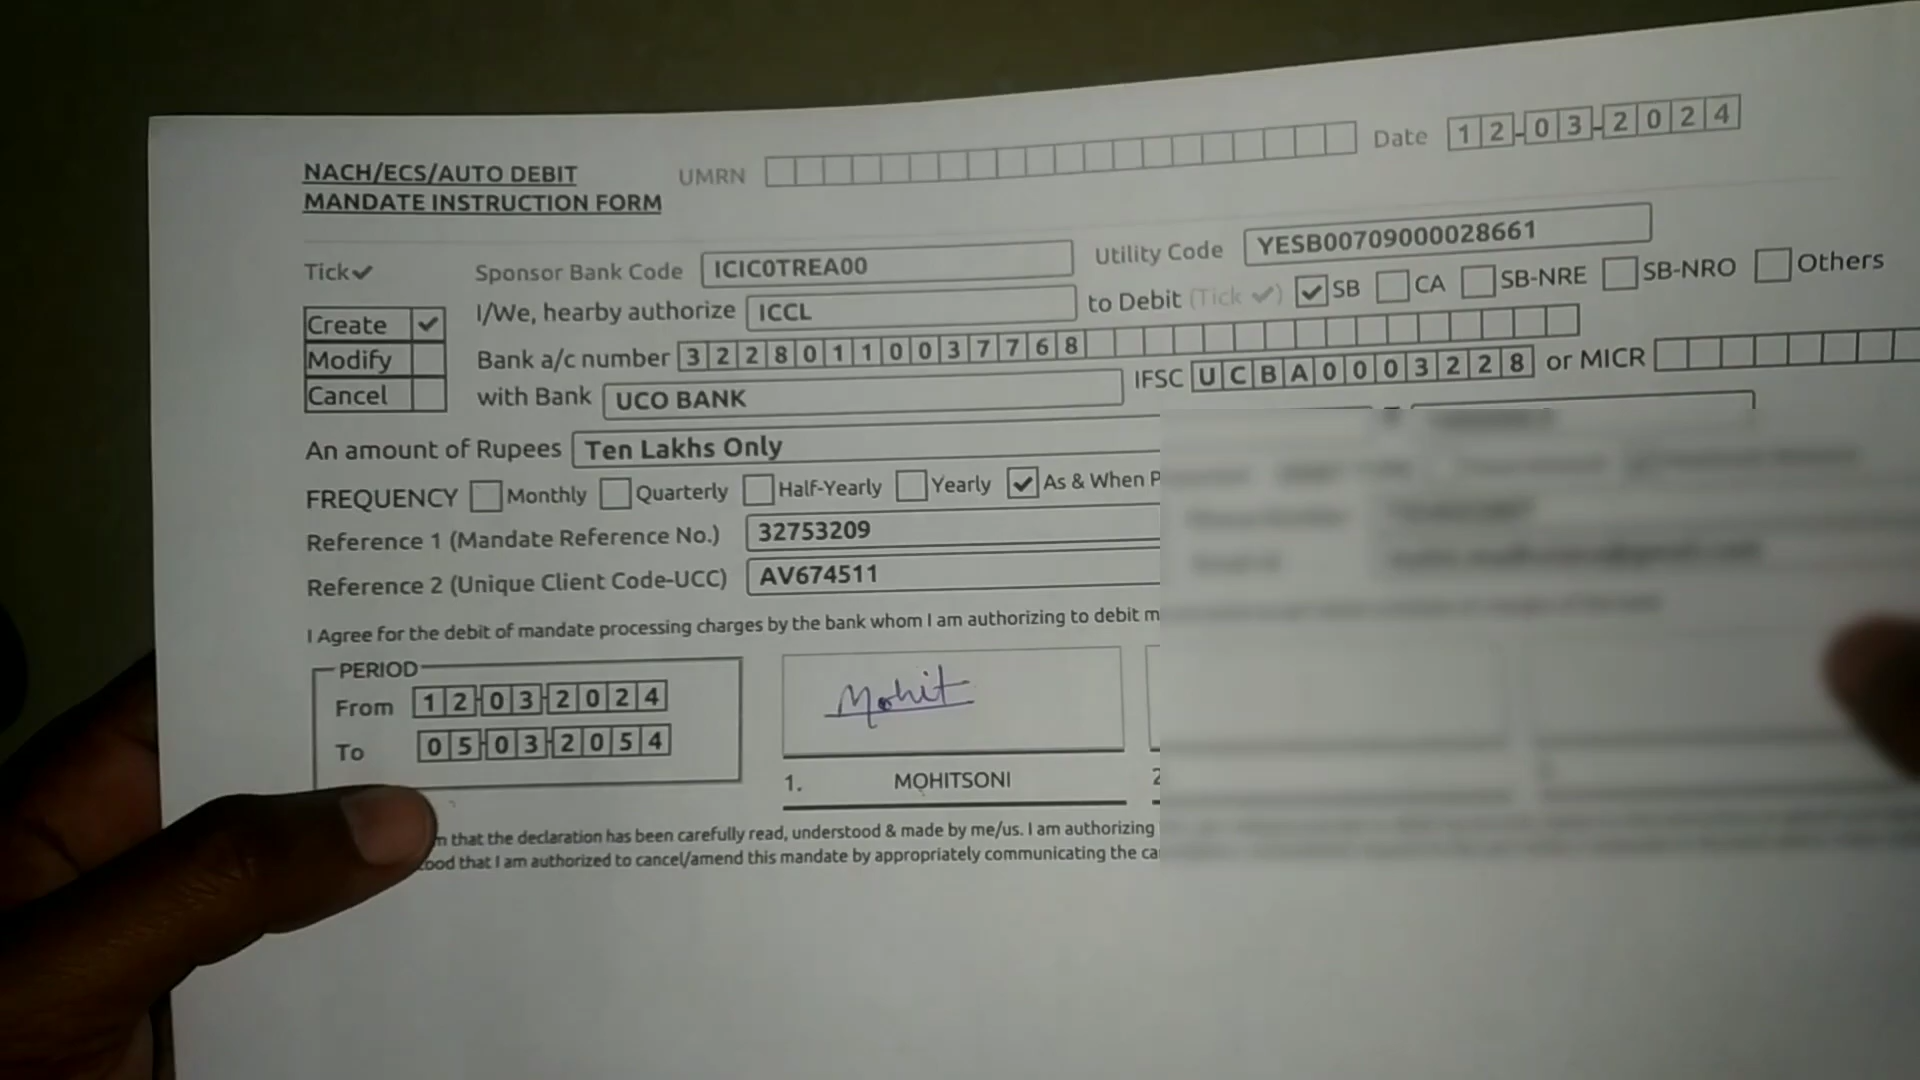 NACH/ECS/AUTO DEBIT
MANDATE INSTRUCTION FORM
UMRN
Date 12-03-2024
Tick✓
Sponsor Bank Code ICIC0TREA00 Utility Code YESB00709000028661
Create ✓
I/We, hearby authorize ICCL to Debit (Tick ✓) ✓ SB CA SB-NRE SB-NRO Others
Modify
Bank a/c number 32280110037768
Cancel
with Bank UCO BANK IFSC UCBA0003228 or MICR
An amount of Rupees Ten Lakhs Only
FREQUENCY Monthly Quarterly Half-Yearly Yearly ✓ As & When P
Reference 1 (Mandate Reference No.) 32753209
Reference 2 (Unique Client Code-UCC) AV674511
I Agree for the debit of mandate processing charges by the bank whom I am authorizing to debit m
PERIOD
From 12-03-2024
To 05-03-2054
Mohit
1. MOHITSONI 2
m that the declaration has been carefully read, understood & made by me/us. I am authorizing
ood that I am authorized to cancel/amend this mandate by appropriately communicating the ca